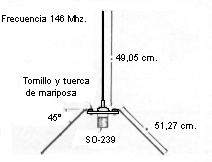 Frecuencia 146 Mhz.
49,05 cm.
Tornillo y tuerca
de mariposa
45°
51,27 cm.
SO-239